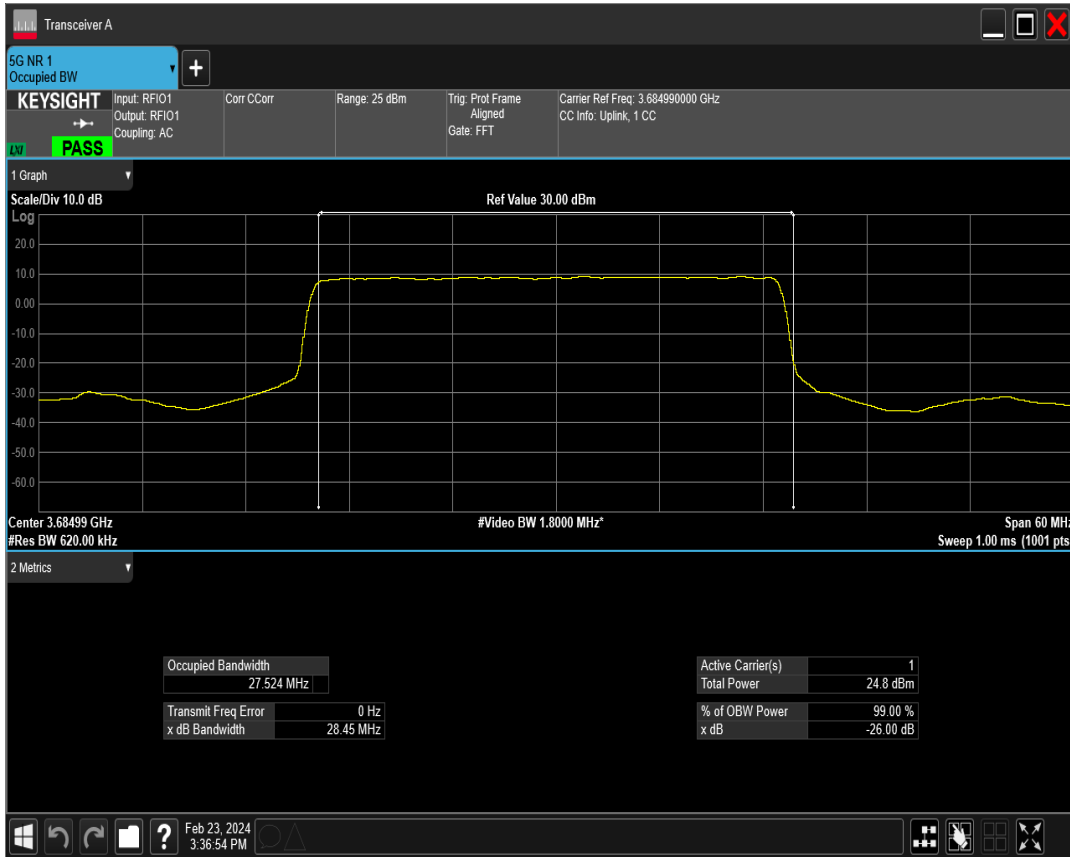 Transceiver A
5G NR 1
Occupied BW
KEYSIGHT
LXI
PASS
Input: RFIO1
Output: RFIO1
Coupling: AC
Corr CCorr
Range: 25 dBm
Trig: Prot Frame
Aligned
Gate: FFT
Carrier Ref Freq: 3.684990000 GHz
CC Info: Uplink, 1 CC
1 Graph
Scale/Div 10.0 dB
Ref Value 30.00 dBm
Log
20.0
10.0
0.00
-10.0
-20.0
-30.0
-40.0
-50.0
-60.0
Center 3.68499 GHz
#Video BW 1.8000 MHz*
Span 60 MHz
#Res BW 620.00 kHz
Sweep 1.00 ms (1001 pts
2 Metrics
Occupied Bandwidth
27.524 MHz
Transmit Freq Error 0 Hz
x dB Bandwidth 28.45 MHz
Active Carrier(s) 1
Total Power 24.8 dBm
% of OBW Power 99.00 %
x dB -26.00 dB
?
Feb 23, 2024
3:36:54 PM